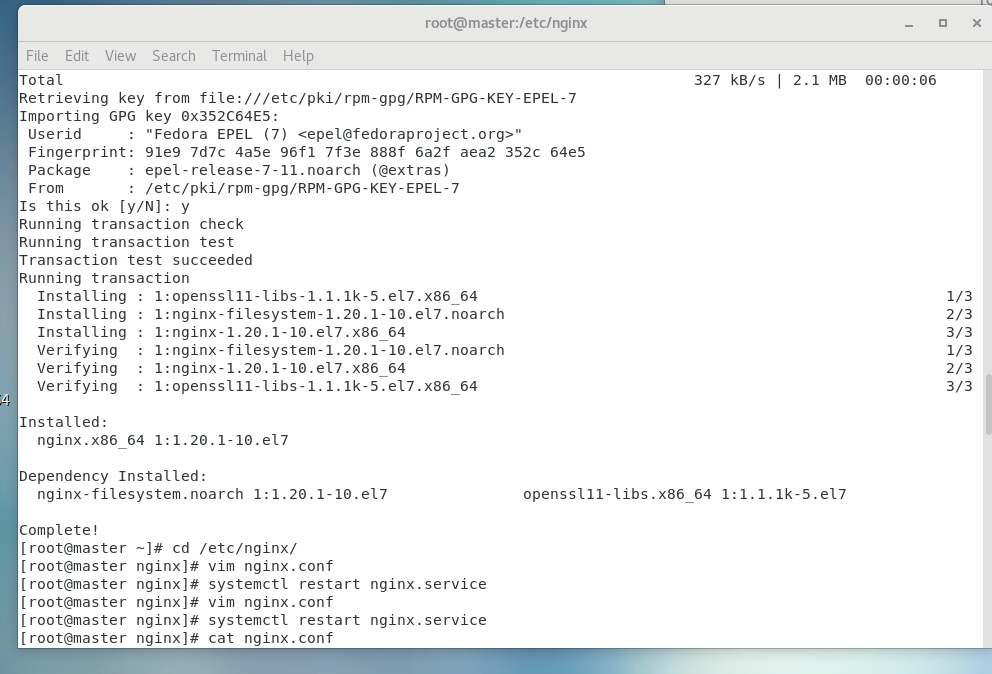 root@master:/etc/nginx
File Edit View Search Terminal Help
Total 327 kB/s | 2.1 MB 00:00:06
Retrieving key from file:///etc/pki/rpm-gpg/RPM-GPG-KEY-EPEL-7
Importing GPG key 0x352C64E5:
Userid : "Fedora EPEL (7) <epel@fedoraproject.org>"
Fingerprint: 91e9 7d7c 4a5e 96f1 7f3e 888f 6a2f aea2 352c 64e5
Package : epel-release-7-11.noarch (@extras)
From : /etc/pki/rpm-gpg/RPM-GPG-KEY-EPEL-7
Is this ok [y/N]: y
Running transaction check
Running transaction test
Transaction test succeeded
Running transaction
Installing : 1:openssl11-libs-1.1.1k-5.el7.x86_64 1/3
Installing : 1:nginx-filesystem-1.20.1-10.el7.noarch 2/3
Installing : 1:nginx-1.20.1-10.el7.x86_64 3/3
Verifying : 1:nginx-filesystem-1.20.1-10.el7.noarch 1/3
Verifying : 1:nginx-1.20.1-10.el7.x86_64 2/3
Verifying : 1:openssl11-libs-1.1.1k-5.el7.x86_64 3/3
Installed:
nginx.x86_64 1:1.20.1-10.el7
Dependency Installed:
nginx-filesystem.noarch 1:1.20.1-10.el7 openssl11-libs.x86_64 1:1.1.1k-5.el7
Complete!
[root@master ~]# cd /etc/nginx/
[root@master nginx]# vim nginx.conf
[root@master nginx]# systemctl restart nginx.service
[root@master nginx]# vim nginx.conf
[root@master nginx]# systemctl restart nginx.service
[root@master nginx]# cat nginx.conf